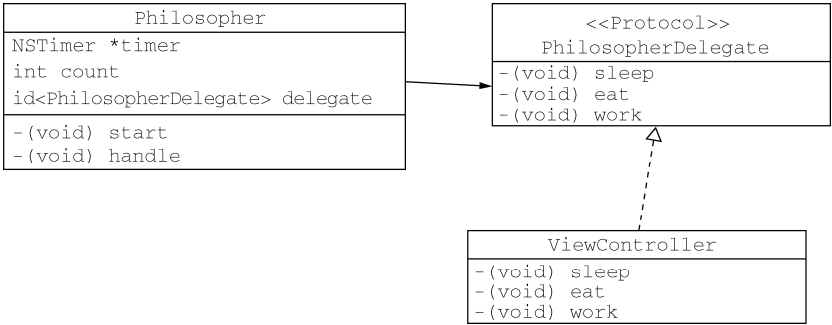 Philosopher
NSTimer *timer
int count
id<PhilosopherDelegate> delegate
-(void) start
-(void) handle
<<Protocol>>
PhilosopherDelegate
-(void) sleep
-(void) eat
-(void) work
ViewController
-(void) sleep
-(void) eat
-(void) work